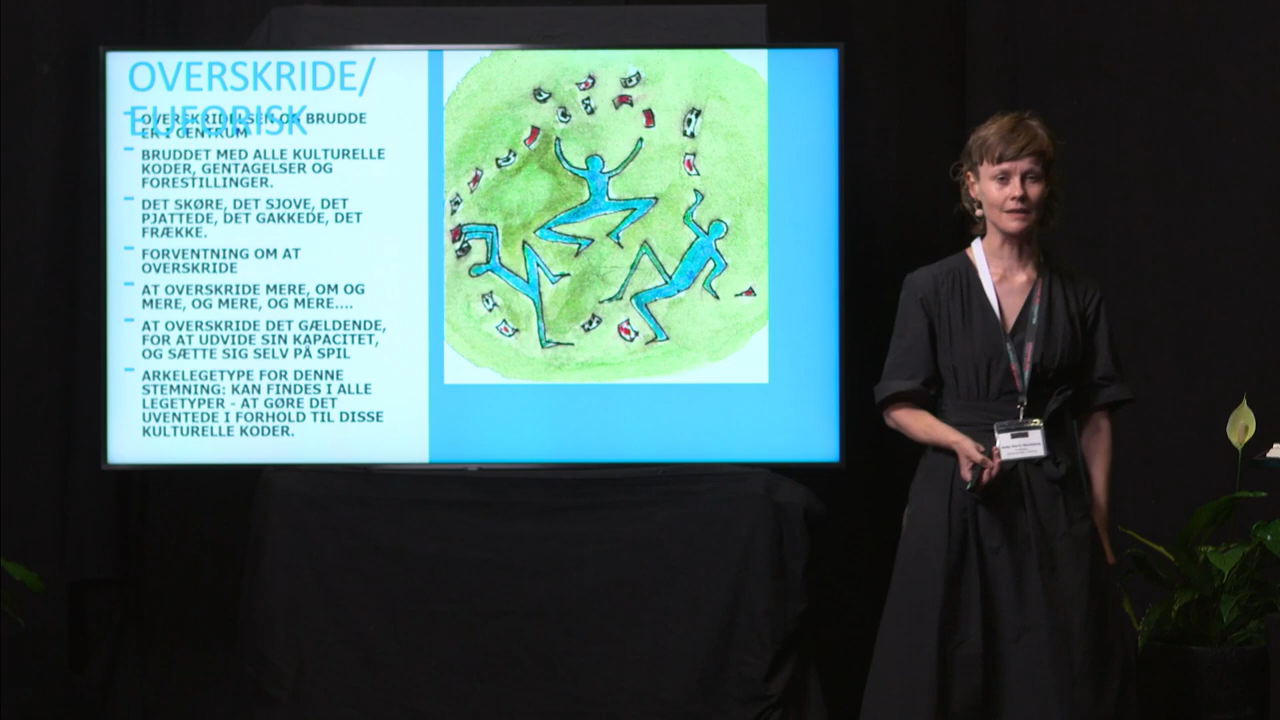 OVERSKRIDE/
EUFORISK
OVERSKRIDELSEN OG BRUDDE
ER I CENTRUM
BRUDDET MED ALLE KULTURELLE
KODER, GENTAGELSER OG
FORESTILLINGER.
DET SKØRE, DET SJOVE, DET
PJATTEDE, DET GAKKEDE, DET
FRÆKKE.
FORVENTNING OM AT
OVERSKRIDE
AT OVERSKRIDE MERE, OM OG
MERE, OG MERE, OG MERE....
AT OVERSKRIDE DET GÆLDENDE,
FOR AT UDVIDE SIN KAPACITET,
OG SÆTTE SIG SELV PÅ SPIL
ARKELEGETYPE FOR DENNE
STEMNING: KAN FINDES I ALLE
LEGETYPER - AT GØRE DET
UVENTEDE I FORHOLD TIL DISSE
KULTURELLE KODER.